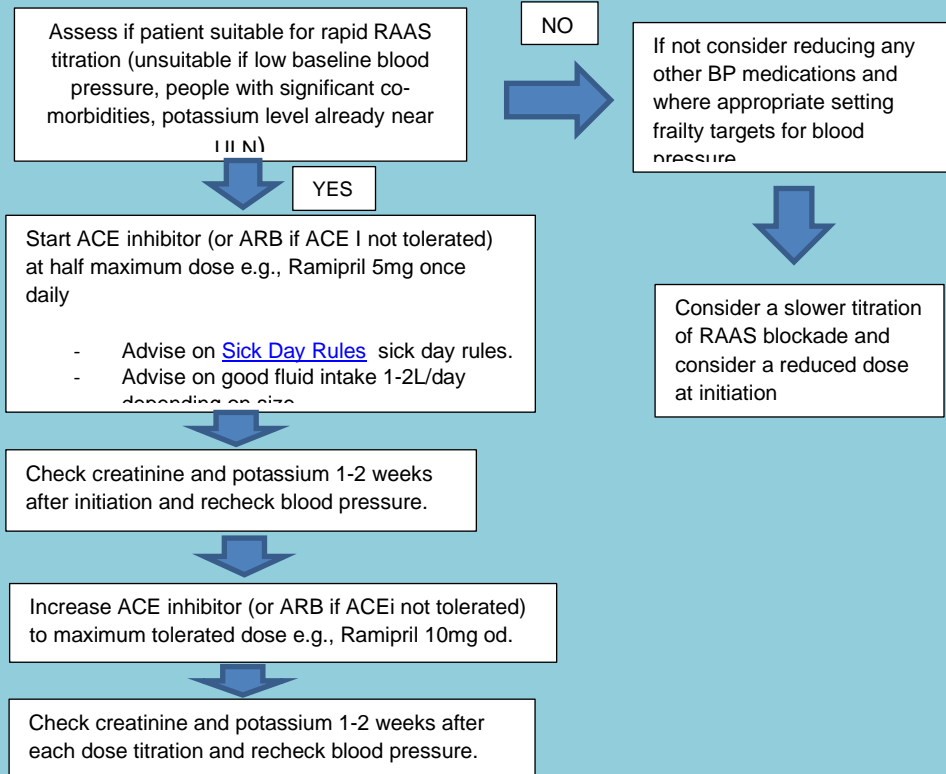 Assess if patient suitable for rapid RAAS
titration (unsuitable if low baseline blood
pressure, people with significant co-
morbidities, potassium level already near
ULN)
NO
If not consider reducing any
other BP medications and
where appropriate setting
frailty targets for blood
pressure
YES
Start ACE inhibitor (or ARB if ACE I not tolerated)
at half maximum dose e.g., Ramipril 5mg once
daily
- Advise on Sick Day Rules sick day rules.
- Advise on good fluid intake 1-2L/day
depending on size
Consider a slower titration
of RAAS blockade and
consider a reduced dose
at initiation
Check creatinine and potassium 1-2 weeks
after initiation and recheck blood pressure.
Increase ACE inhibitor (or ARB if ACEi not tolerated)
to maximum tolerated dose e.g., Ramipril 10mg od.
Check creatinine and potassium 1-2 weeks after
each dose titration and recheck blood pressure.